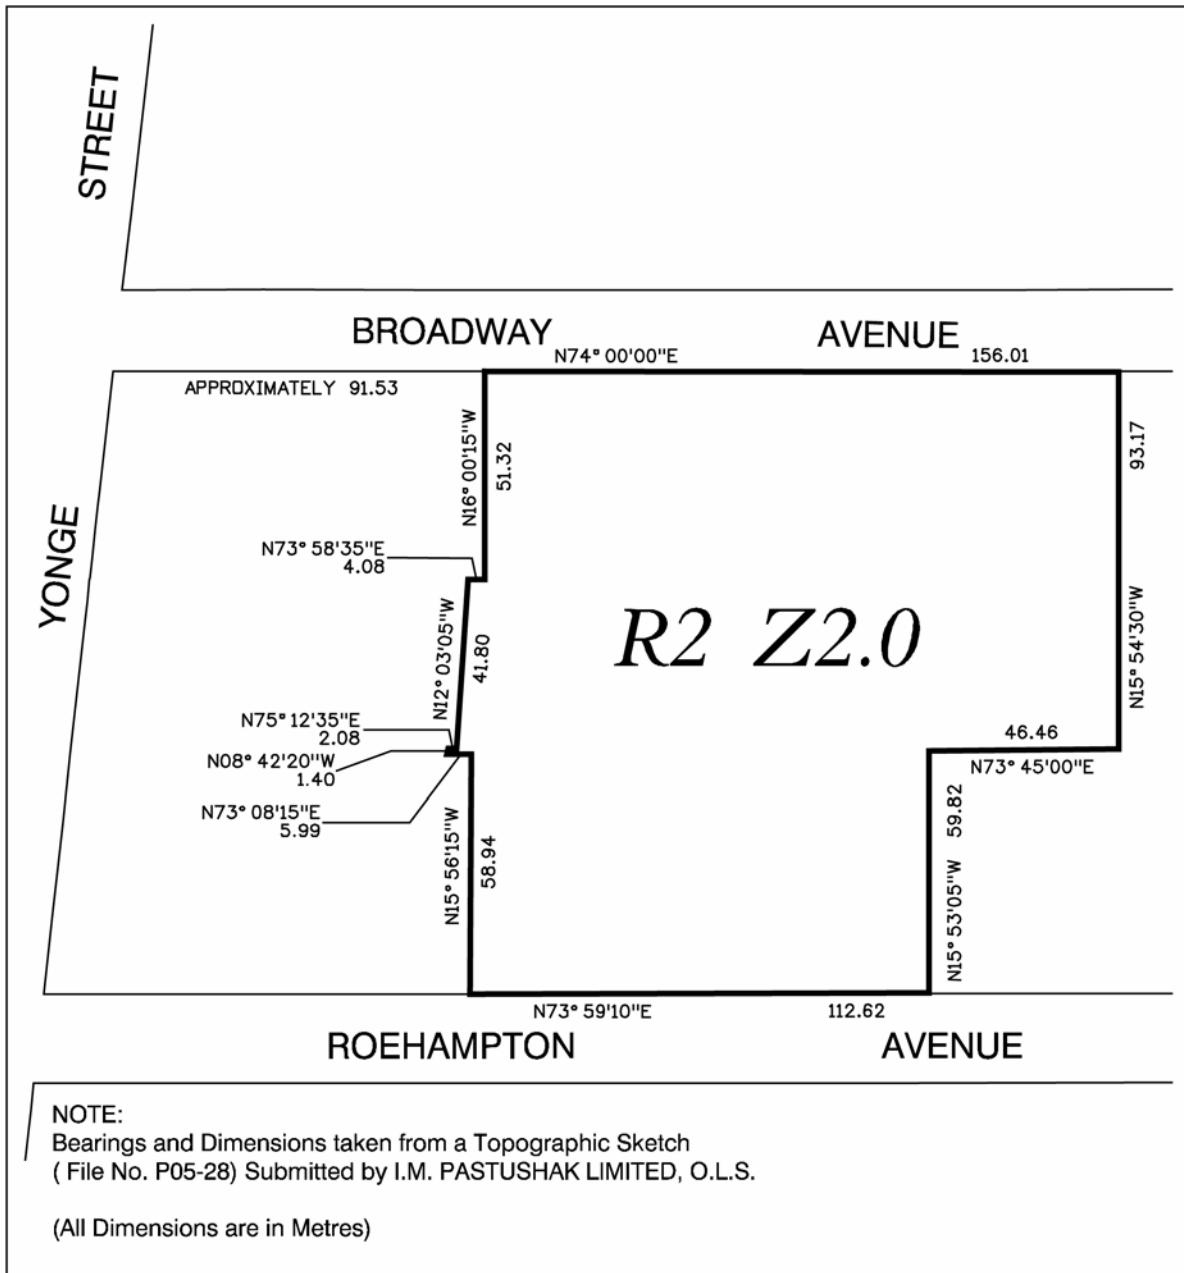 STREET
BROADWAY AVENUE
N74° 00'00"E 156.01
APPROXIMATELY 91.53
N16° 00'15"W
51.32
93.17
N15° 54'30"W
YONGE
N73° 58'35"E
4.08
R2 Z2.0
N12° 03'05"W
41.80
N75° 12'35"E
2.08
N08° 42'20"W
1.40
N73° 08'15"E
5.99
46.46
N73° 45'00"E
N15° 56'15"W
58.94
N15° 53'05"W 59.82
N73° 59'10"E 112.62
ROEHAMPTON AVENUE
NOTE:
Bearings and Dimensions taken from a Topographic Sketch
( File No. P05-28) Submitted by I.M. PASTUSHAK LIMITED, O.L.S.
(All Dimensions are in Metres)